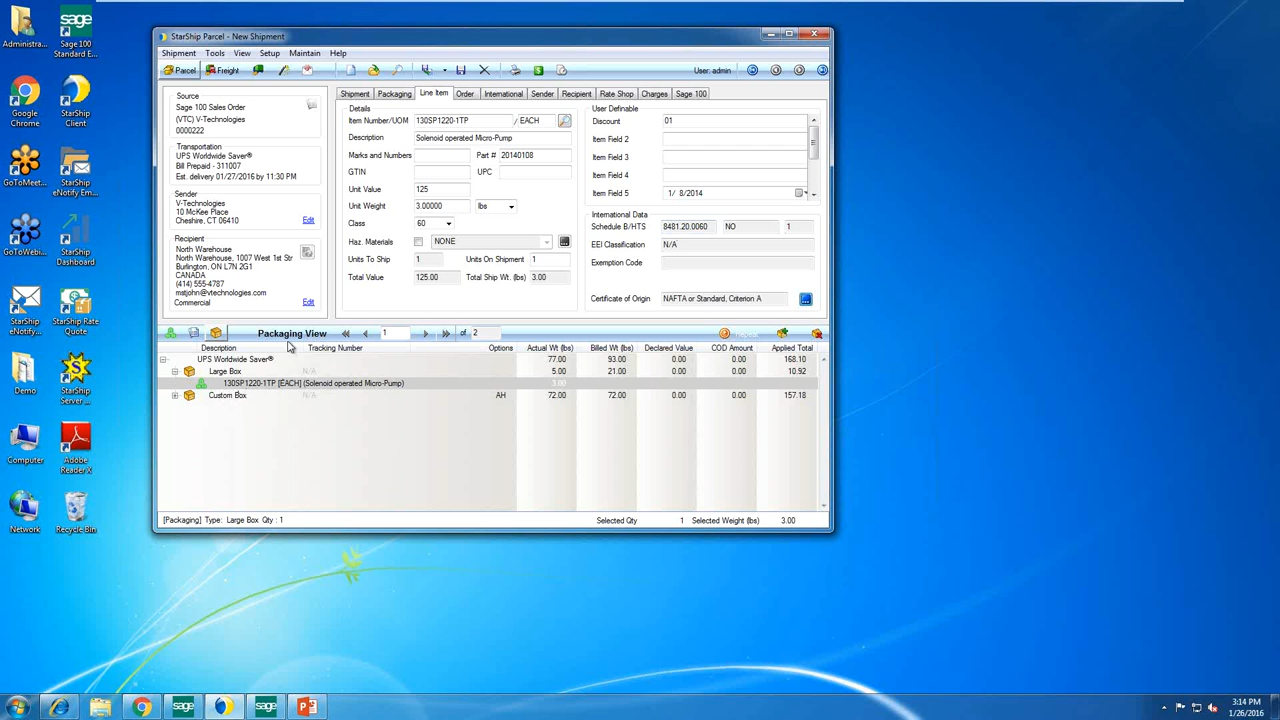 Administra...
Sage 100
Standard E...
Google
Chrome
StarShip
Client
GoToMeet...
StarShip
eNotify Em...
GoToWebi...
StarShip
Dashboard
StarShip
eNotify...
StarShip Rate
Quote
Demo
StarShip
Server ...
Computer
Adobe
Reader X
Network
Recycle Bin
StarShip Parcel - New Shipment
Shipment Tools View Setup Maintain Help
Parcel Freight User: admin
Source
Sage 100 Sales Order
(VTC) V-Technologies
0000222
Transportation
UPS Worldwide Saver®
Bill Prepaid - 311007
Est. delivery 01/27/2016 by 11:30 PM
Sender
V-Technologies
10 McKee Place
Cheshire, CT 06410 Edit
Recipient
North Warehouse
North Warehouse, 1007 West 1st Str
Burlington, ON L7N 2G1
CANADA
(414) 555-4787
mstjohn@vtechnologies.com
Commercial Edit
Shipment Packaging Line Item Order International Sender Recipient Rate Shop Charges Sage 100
Details
Item Number/UOM 130SP1220-1TP / EACH
Description Solenoid operated Micro-Pump
Marks and Numbers Part # 20140108
GTIN UPC
Unit Value 125
Unit Weight 3.00000 lbs
Class 60
Haz. Materials NONE
Units To Ship 1 Units On Shipment 1
Total Value 125.00 Total Ship Wt. (lbs) 3.00
User Definable
Discount 01
Item Field 2
Item Field 3
Item Field 4
Item Field 5 1/ 8/2014
International Data
Schedule B/HTS 8481.20.0060 NO 1
EEI Classification N/A
Exemption Code
Certificate of Origin NAFTA or Standard, Criterion A
Packaging View 1 of 2 Repack
Description Tracking Number Options Actual Wt (lbs) Billed Wt (lbs) Declared Value COD Amount Applied Total
UPS Worldwide Saver® 77.00 93.00 0.00 0.00 168.10
Large Box N/A 5.00 21.00 0.00 0.00 10.92
130SP1220-1TP [EACH] (Solenoid operated Micro-Pump) 3.00
Custom Box N/A AH 72.00 72.00 0.00 0.00 157.18
[Packaging] Type: Large Box Qty : 1 Selected Qty 1 Selected Weight (lbs) 3.00
sage
sage
3:14 PM
1/26/2016